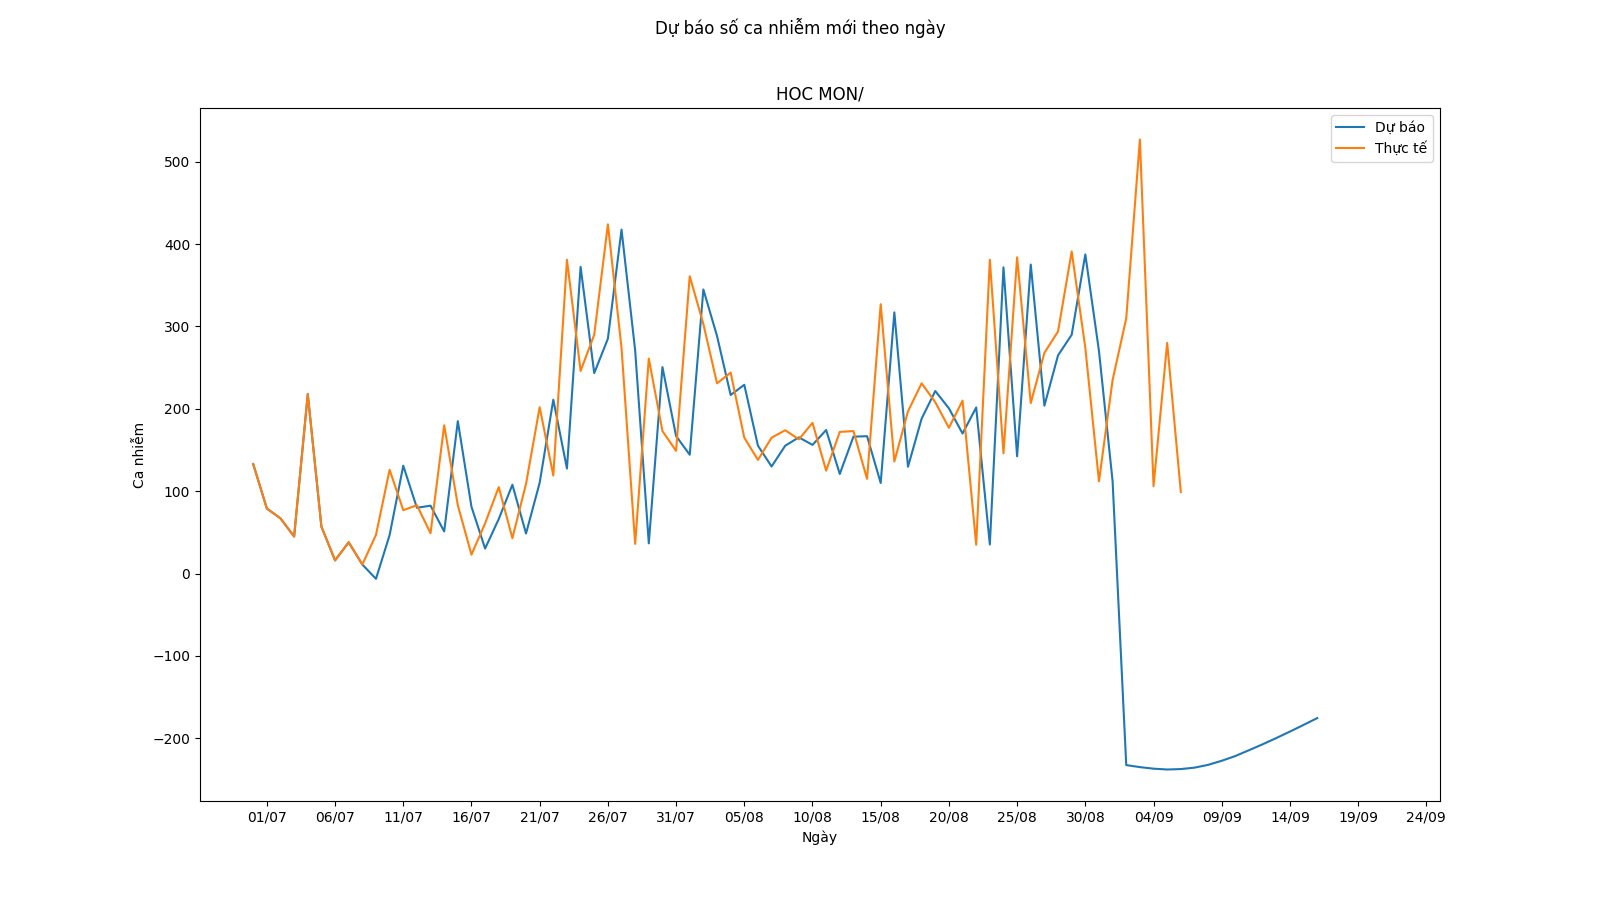 Dự báo số ca nhiễm mới theo ngày
HOC MON/
Dự báo
Thực tế
500
400
300
200
100
0
−100
−200
Ca nhiễm
01/07 06/07 11/07 16/07 21/07 26/07 31/07 05/08 10/08 15/08 20/08 25/08 30/08 04/09 09/09 14/09 19/09 24/09
Ngày